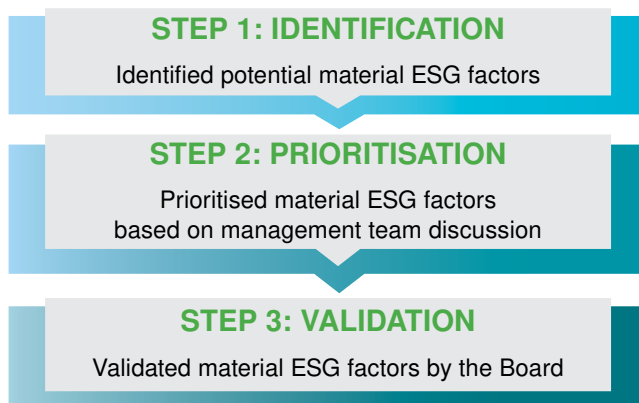 STEP 1: IDENTIFICATION
Identified potential material ESG factors
STEP 2: PRIORITISATION
Prioritised material ESG factors
based on management team discussion
STEP 3: VALIDATION
Validated material ESG factors by the Board